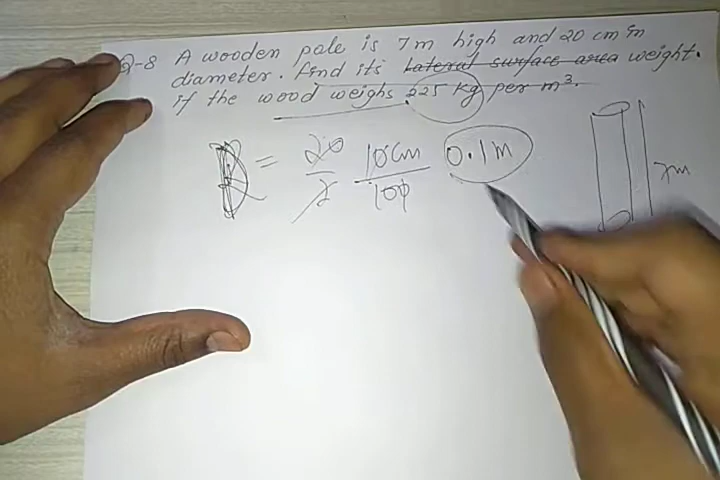 Q-8 A wooden pole is 7m high and 20 cm in
diameter. find its lateral surface area weight.
if the wood weighs 225 kg per m³.
= 20/2 10cm/100 0.1m
7m